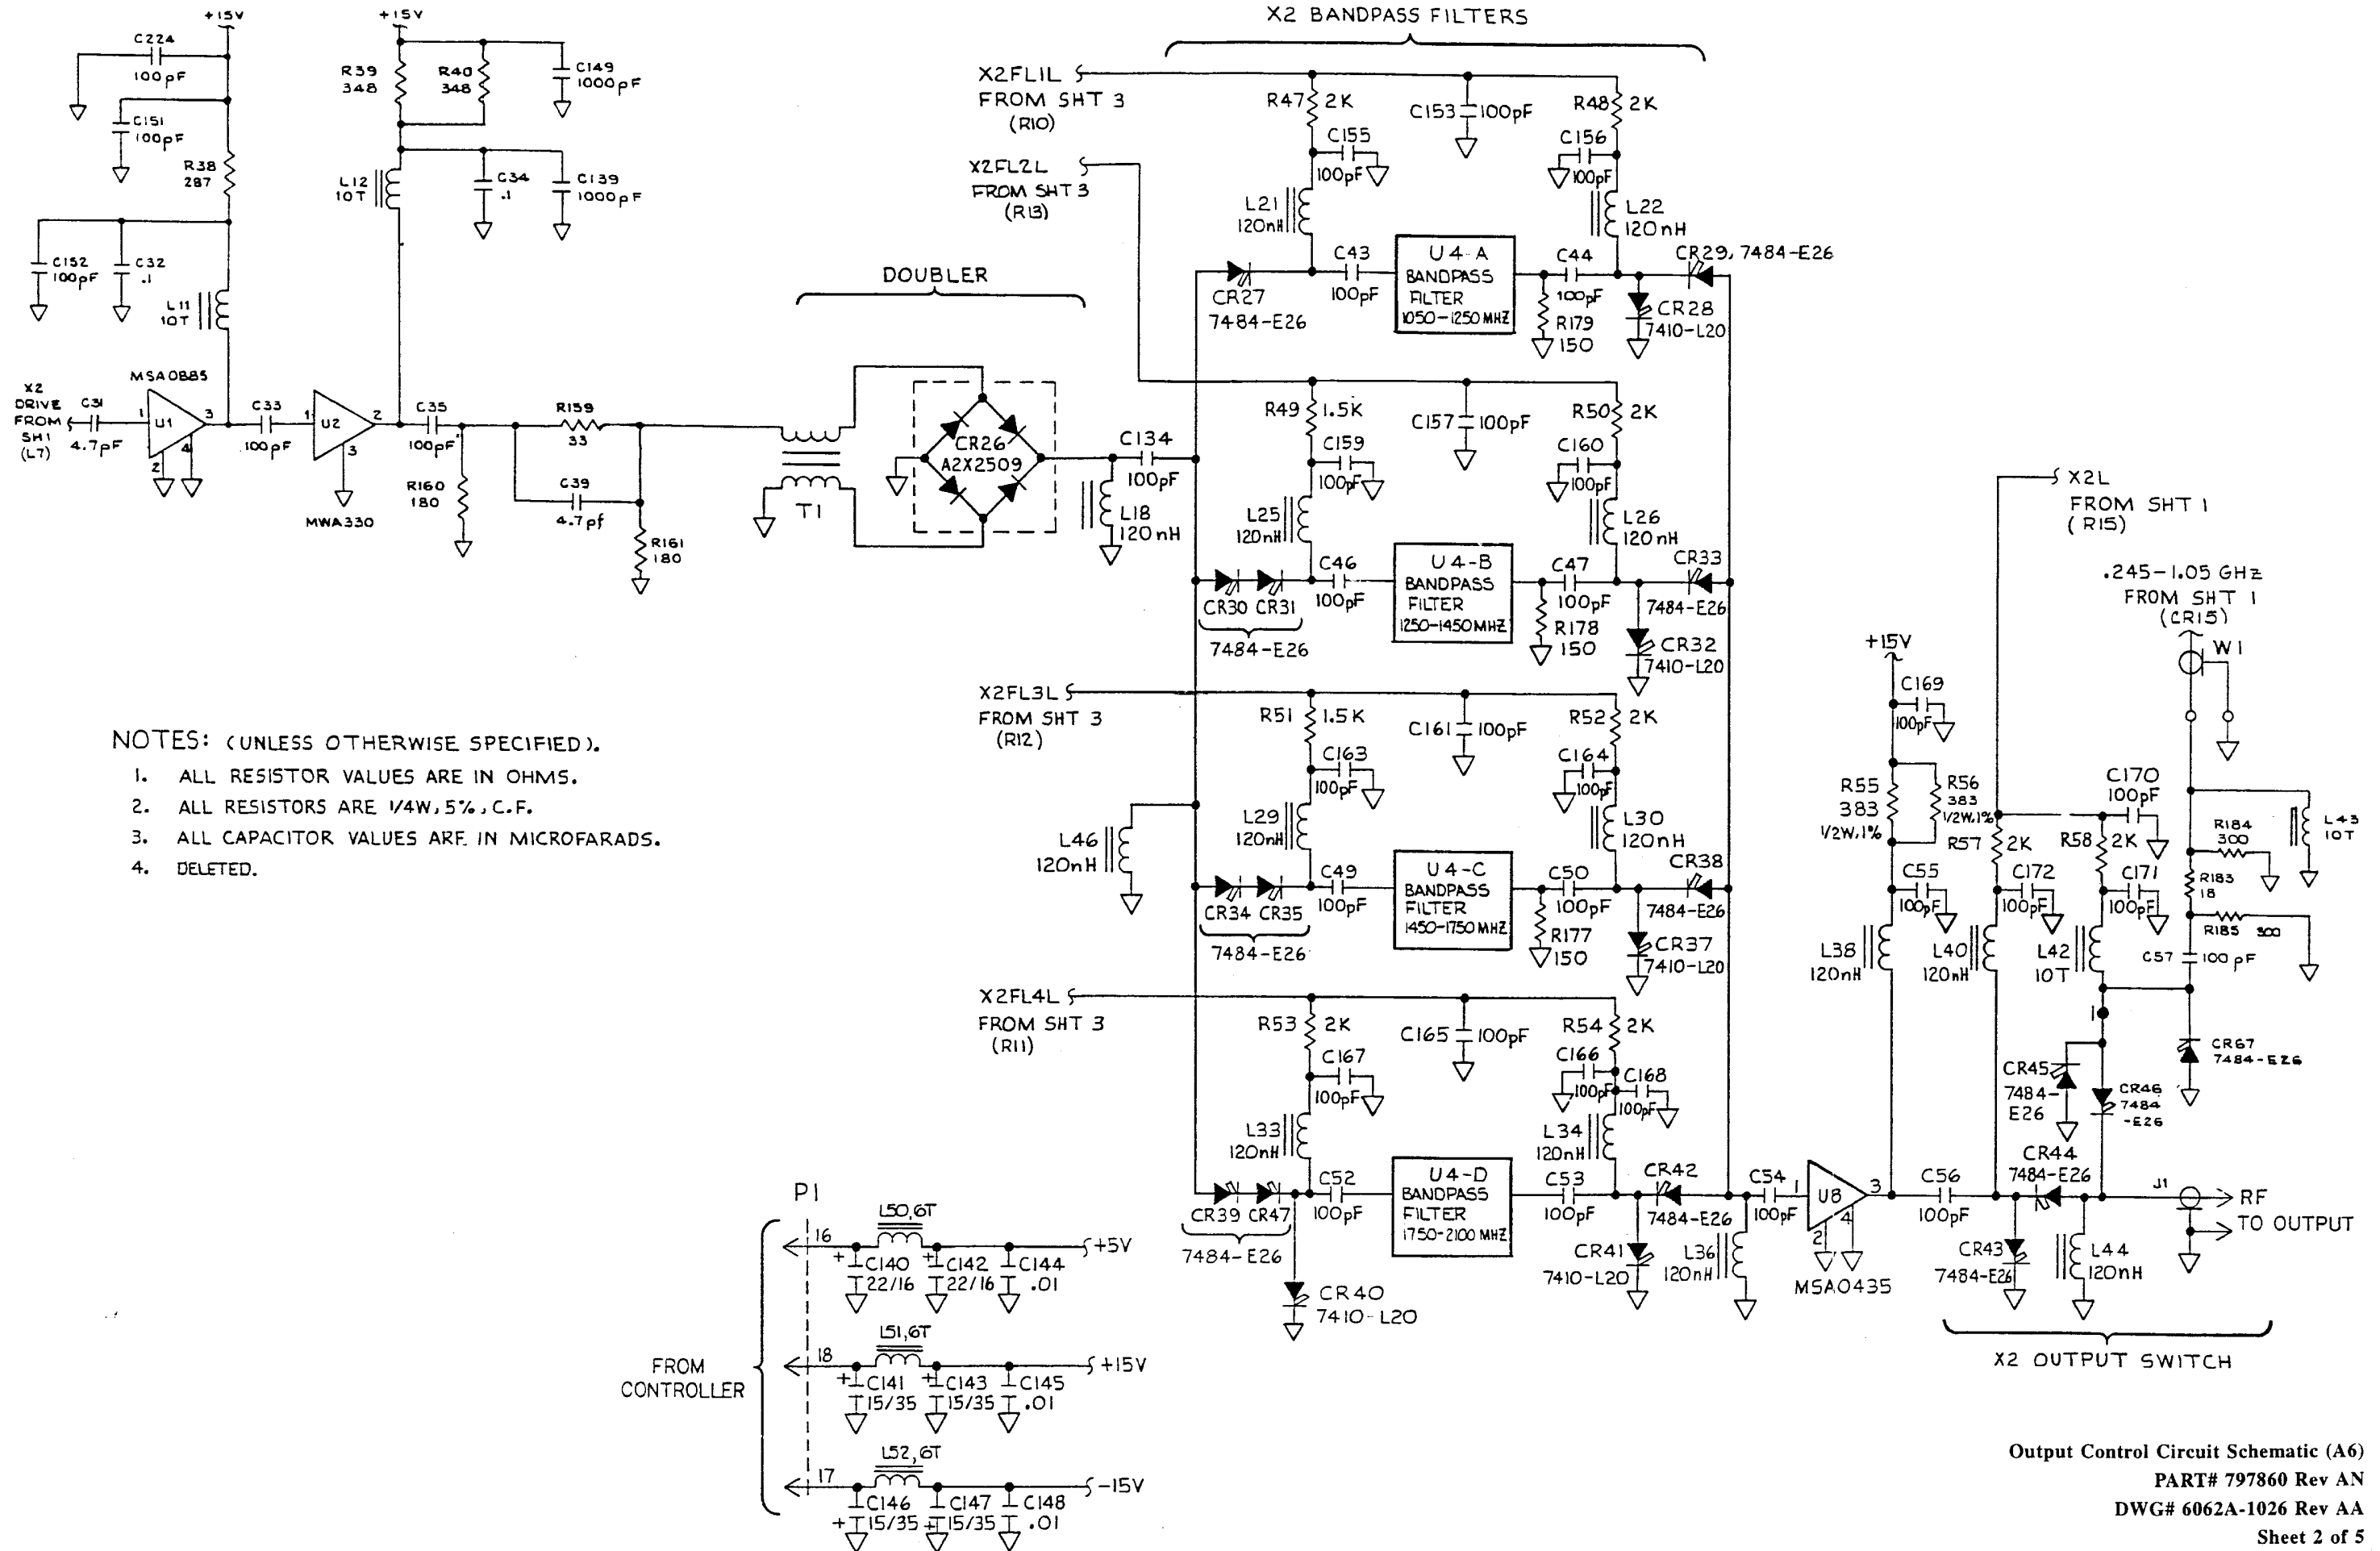 X2 BANDPASS FILTERS
+15V
C224
100pF
C151
100pF
R38
287
C152
100pF
C32
.1
L11
10T
+15V
R39
348
R40
348
C149
1000pF
L12
10T
C34
.1
C139
1000pF
X2
DRIVE
FROM
SH1
(L7)
C31
4.7pF
MSA0885
1
U1
3
2
4
C33
100pF
1
U2
2
3
MWA330
C35
100pF
R160
180
R159
33
C39
4.7pf
R161
180
DOUBLER
T1
CR26
A2X2509
C134
100pF
L18
120nH
X2FL1L
FROM SHT 3
(R10)
R47
2K
C153
100pF
R48
2K
C155
100pF
C156
100pF
L21
120nH
L22
120nH
CR27
7484-E26
C43
100pF
U4-A
BANDPASS
FILTER
1050-1250MHZ
C44
100pF
R179
150
CR29, 7484-E26
CR28
7410-L20
X2FL2L
FROM SHT 3
(R13)
R49
1.5K
C157
100pF
R50
2K
C159
100pF
C160
100pF
L25
120nH
L26
120nH
CR30 CR31
7484-E26
C46
100pF
U4-B
BANDPASS
FILTER
1250-1450MHZ
C47
100pF
R178
150
CR33
7484-E26
CR32
7410-L20
X2FL3L
FROM SHT 3
(R12)
R51
1.5K
C161
100pF
R52
2K
C163
100pF
C164
100pF
L29
120nH
L30
120nH
L46
120nH
CR34 CR35
7484-E26
C49
100pF
U4-C
BANDPASS
FILTER
1450-1750MHZ
C50
100pF
R177
150
CR38
7484-E26
CR37
7410-L20
X2FL4L
FROM SHT 3
(R11)
R53
2K
C165
100pF
R54
2K
C167
100pF
C166
100pF
C168
100pF
L33
120nH
L34
120nH
CR39 CR47
7484-E26
CR40
7410-L20
C52
100pF
U4-D
BANDPASS
FILTER
1750-2100 MHZ
C53
100pF
CR42
7484-E26
CR41
7410-L20
L36
120nH
C54
100pF
1
U8
3
2
4
MSA0435
+15V
C169
100pF
R55
383
1/2W,1%
R56
383
1/2W,1%
C55
100pF
L38
120nH
X2L
FROM SHT 1
(R15)
R57
2K
R58
2K
C170
100pF
C172
100pF
C171
100pF
L40
120nH
L42
10T
.245-1.05 GHz
FROM SHT 1
(CR15)
W1
R184
300
L43
10T
R183
18
R185
300
C57
100pF
1
CR67
7484-E26
CR45
7484-
E26
CR46
7484
-E26
C56
100pF
CR44
7484-E26
CR43
7484-E26
L44
120nH
J1
RF
TO OUTPUT
X2 OUTPUT SWITCH
NOTES: (UNLESS OTHERWISE SPECIFIED).
1. ALL RESISTOR VALUES ARE IN OHMS.
2. ALL RESISTORS ARE 1/4W, 5%, C.F.
3. ALL CAPACITOR VALUES ARE IN MICROFARADS.
4. DELETED.
P1
FROM
CONTROLLER
16
L50,6T
+5V
+
C140
22/16
+
C142
22/16
C144
.01
18
L51,6T
+15V
+
C141
15/35
+
C143
15/35
C145
.01
17
L52,6T
-15V
C146
+
15/35
C147
+
15/35
C148
.01
Output Control Circuit Schematic (A6)
PART# 797860 Rev AN
DWG# 6062A-1026 Rev AA
Sheet 2 of 5